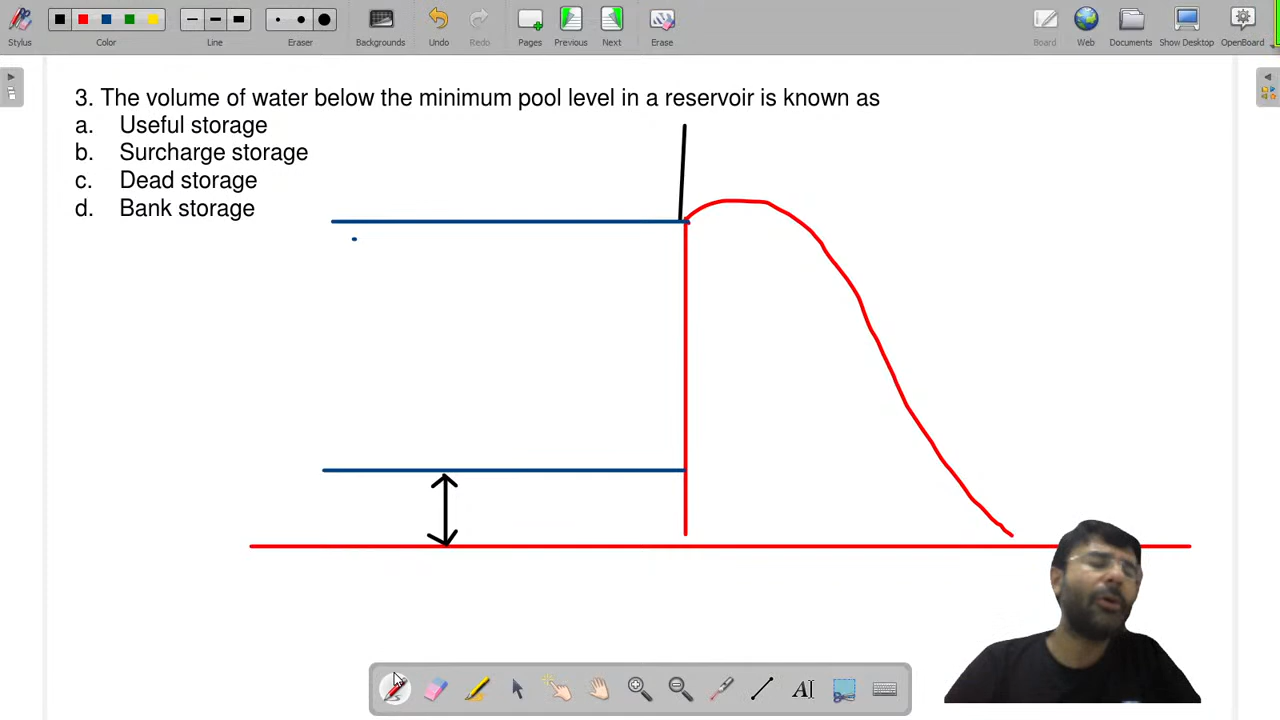 Stylus
Color
Line
Eraser
Backgrounds
Undo
Redo
Pages
Previous
Next
Erase
Board
Web
Documents
Show Desktop
OpenBoard
3. The volume of water below the minimum pool level in a reservoir is known as
a. Useful storage
b. Surcharge storage
c. Dead storage
d. Bank storage